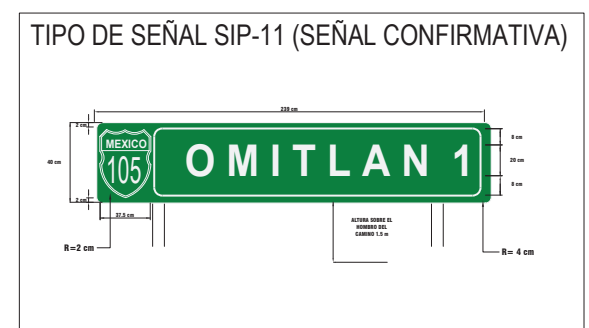 TIPO DE SEÑAL SIP-11 (SEÑAL CONFIRMATIVA)
239 cm
2 cm
MEXICO
105
OMITLAN 1
40 cm
8 cm
20 cm
8 cm
2 cm
37.5 cm
R=2 cm
ALTURA SOBRE EL
HOMBRO DEL
CAMINO 1.5 m
R= 4 cm